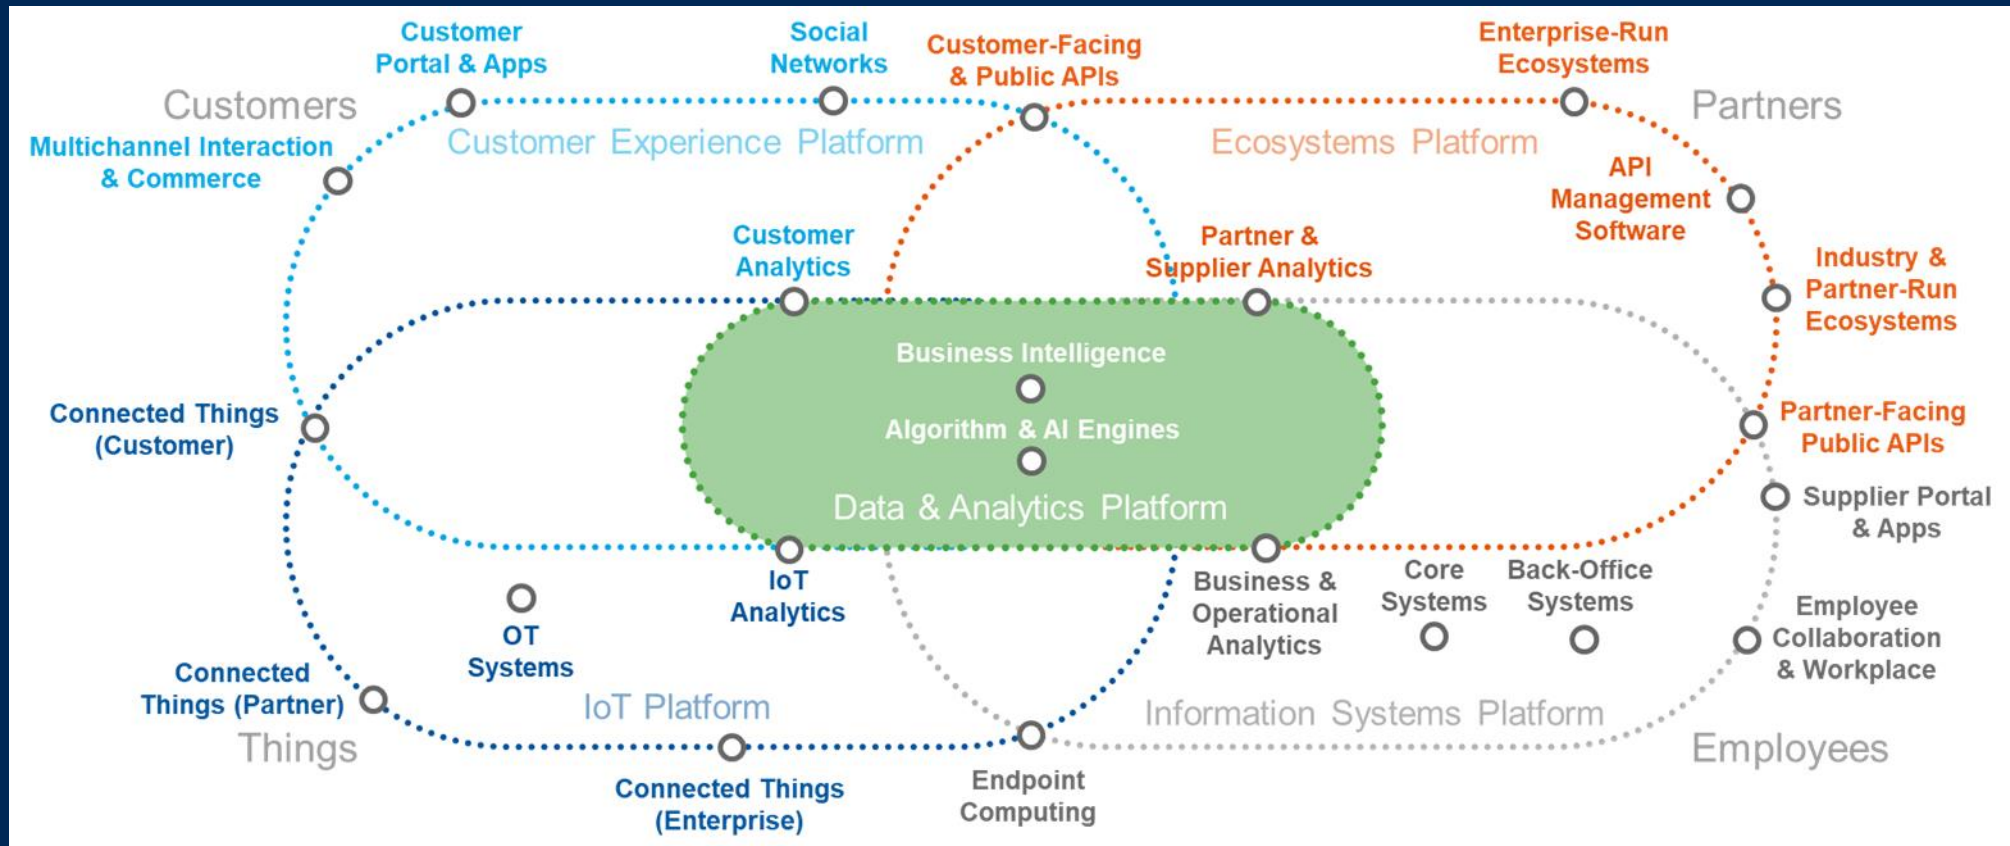 Customer
Portal & Apps
Social
Networks
Customer-Facing
& Public APIs
Enterprise-Run
Ecosystems
Customers
Partners
Multichannel Interaction
& Commerce
Customer Experience Platform
Ecosystems Platform
API
Management
Software
Customer
Analytics
Partner &
Supplier Analytics
Industry &
Partner-Run
Ecosystems
Business Intelligence
Algorithm & AI Engines
Data & Analytics Platform
Connected Things
(Customer)
Partner-Facing
Public APIs
Supplier Portal
& Apps
IoT
Analytics
Business &
Operational
Analytics
Core
Systems
Back-Office
Systems
Employee
Collaboration
& Workplace
OT
Systems
Connected
Things (Partner)
IoT Platform
Information Systems Platform
Things
Employees
Connected Things
(Enterprise)
Endpoint
Computing